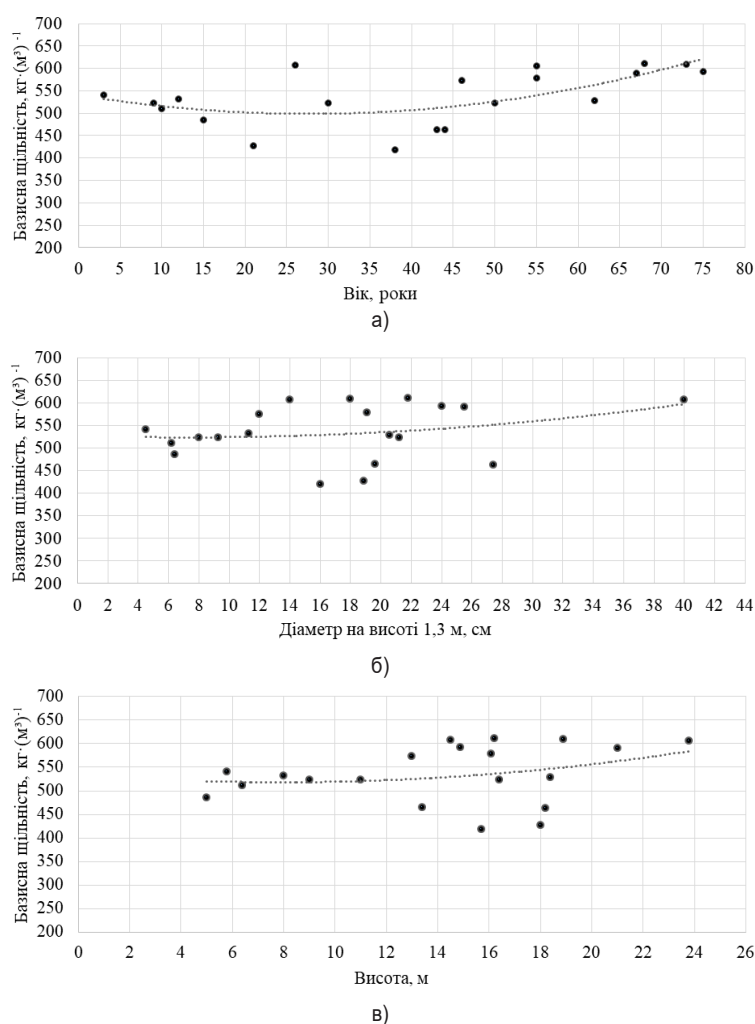 700
650
600
550
500
450
400
350
300
250
200
Базисна щільність, кг·(м³)⁻¹
0 5 10 15 20 25 30 35 40 45 50 55 60 65 70 75 80
Вік, роки
а)
700
650
600
550
500
450
400
350
300
250
200
Базисна щільність, кг·(м³)⁻¹
0 2 4 6 8 10 12 14 16 18 20 22 24 26 28 30 32 34 36 38 40 42 44
Діаметр на висоті 1,3 м, см
б)
700
650
600
550
500
450
400
350
300
250
200
Базисна щільність, кг·(м³)⁻¹
0 2 4 6 8 10 12 14 16 18 20 22 24 26
Висота, м
в)